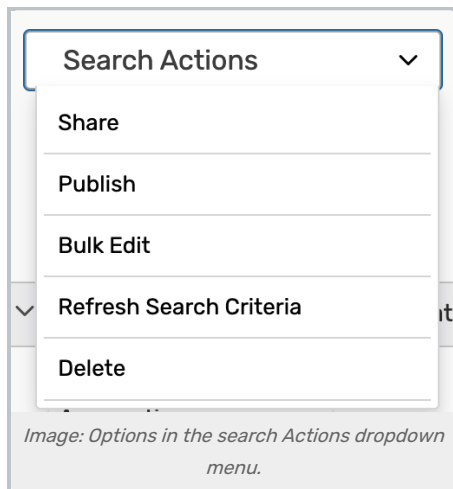 Search Actions
Share
Publish
Bulk Edit
Refresh Search Criteria
Delete
Image: Options in the search Actions dropdown
menu.